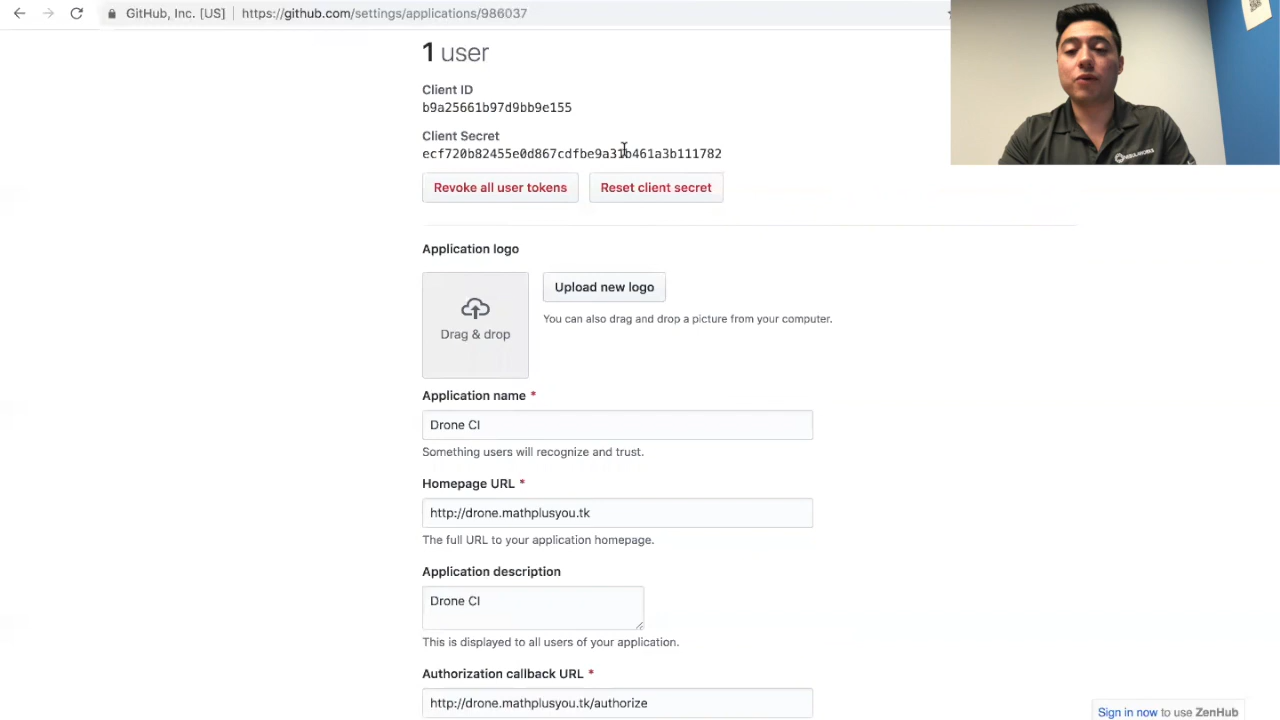 GitHub, Inc. [US] https://github.com/settings/applications/986037
1 user
Client ID
b9a25661b97d9bb9e155
Client Secret
ecf720b82455e0d867cdfbe9a31b461a3b111782
Revoke all user tokens Reset client secret
Application logo
Drag & drop
Upload new logo
You can also drag and drop a picture from your computer.
Application name *
Drone CI
Something users will recognize and trust.
Homepage URL *
http://drone.mathplusyou.tk
The full URL to your application homepage.
Application description
Drone CI
This is displayed to all users of your application.
Authorization callback URL *
http://drone.mathplusyou.tk/authorize
Sign in now to use ZenHub